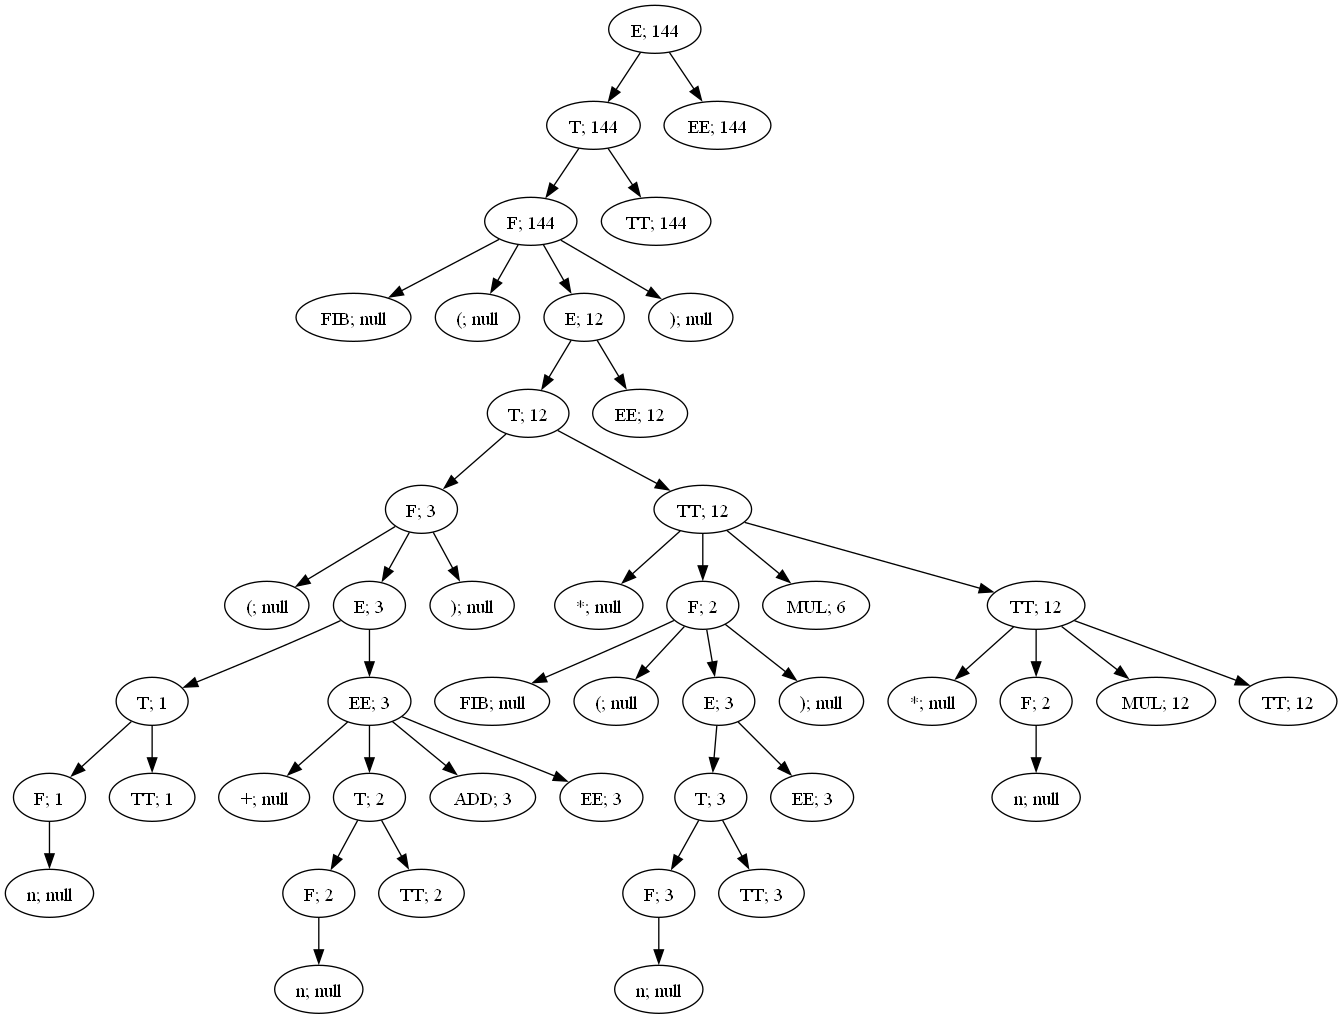 E; 144
T; 144
EE; 144
F; 144
TT; 144
FIB; null
(; null
E; 12
); null
T; 12
EE; 12
F; 3
TT; 12
(; null
E; 3
); null
*; null
F; 2
MUL; 6
TT; 12
T; 1
EE; 3
FIB; null
(; null
E; 3
); null
*; null
F; 2
MUL; 12
TT; 12
F; 1
TT; 1
+; null
T; 2
ADD; 3
EE; 3
T; 3
EE; 3
n; null
n; null
F; 2
TT; 2
F; 3
TT; 3
n; null
n; null